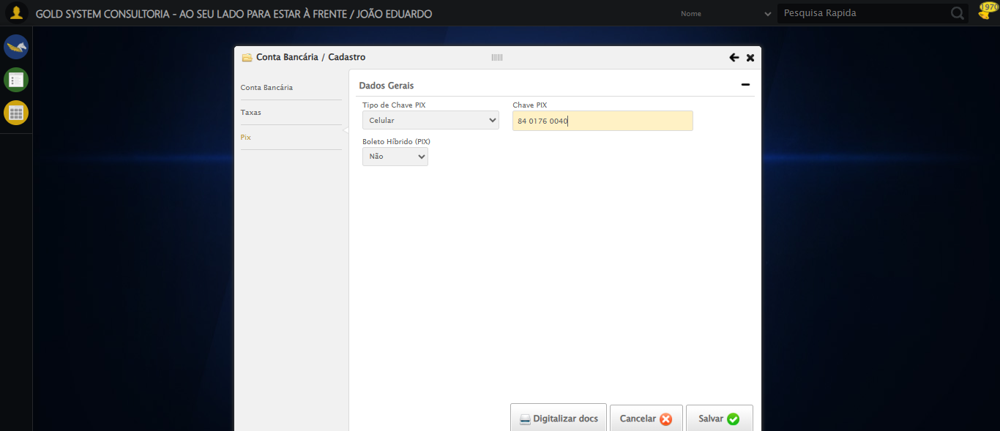 GOLD SYSTEM CONSULTORIA - AO SEU LADO PARA ESTAR À FRENTE / JOÃO EDUARDO
Nome
Pesquisa Rapida
1970
Conta Bancária / Cadastro
Conta Bancária
Taxas
Pix
Dados Gerais
Tipo de Chave PIX
Chave PIX
Celular
84 0176 0040
Boleto Híbrido (PIX)
Não
Digitalizar docs
Cancelar
Salvar